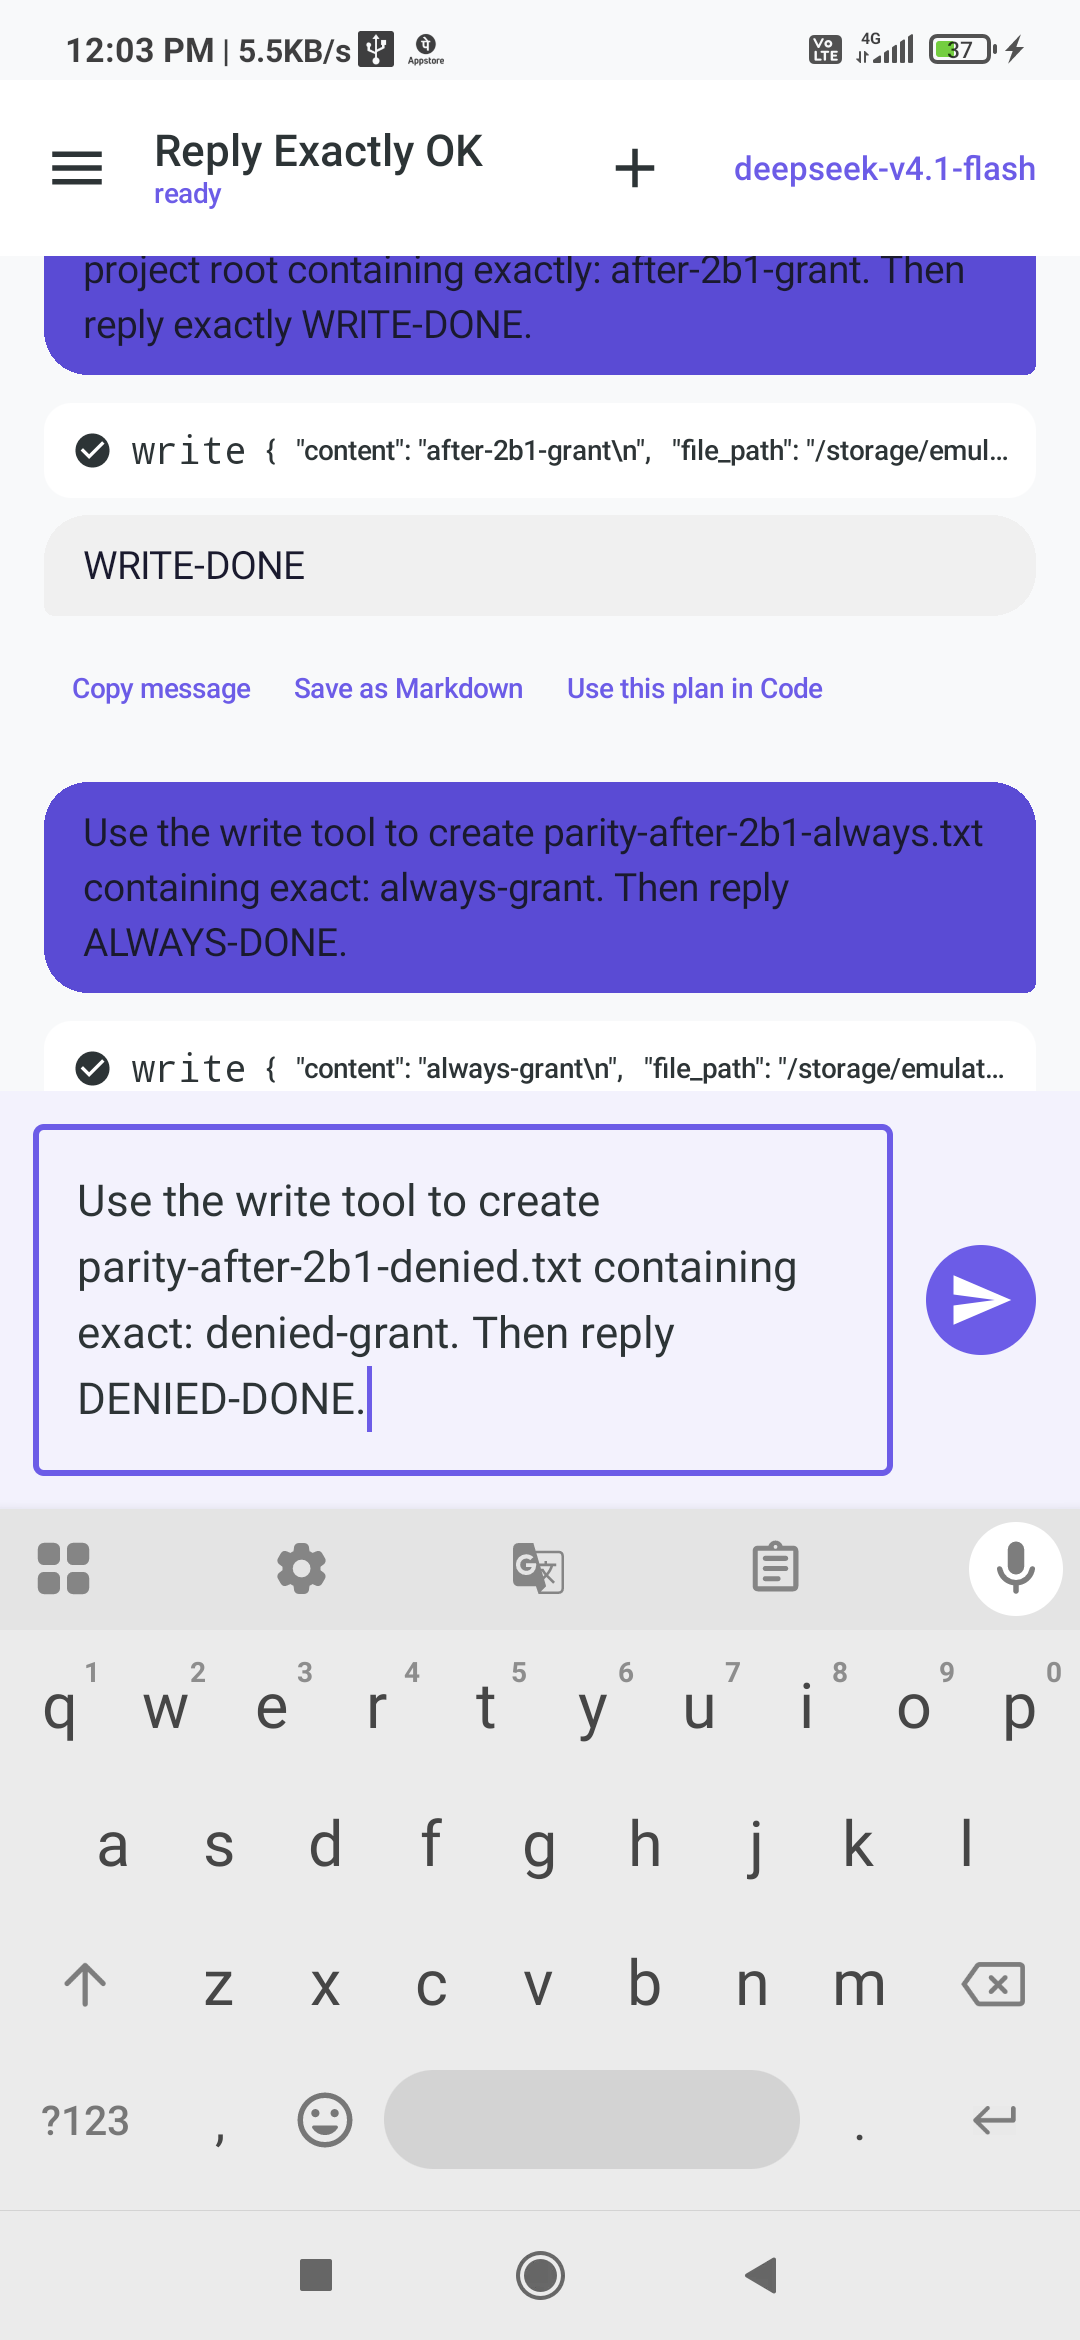 12:03 PM | 5.5KB/s पे Appstore Vo LTE 4G 37
Reply Exactly OK
ready
+ deepseek-v4.1-flash
project root containing exactly: after-2b1-grant. Then
reply exactly WRITE-DONE.
write { "content": "after-2b1-grant\n", "file_path": "/storage/emul...
WRITE-DONE
Copy message Save as Markdown Use this plan in Code
Use the write tool to create parity-after-2b1-always.txt
containing exact: always-grant. Then reply
ALWAYS-DONE.
write { "content": "always-grant\n", "file_path": "/storage/emulat...
Use the write tool to create
parity-after-2b1-denied.txt containing
exact: denied-grant. Then reply
DENIED-DONE.
G 文
1 2 3 4 5 6 7 8 9 0
q w e r t y u i o p
a s d f g h j k l
z x c v b n m
?123 , .